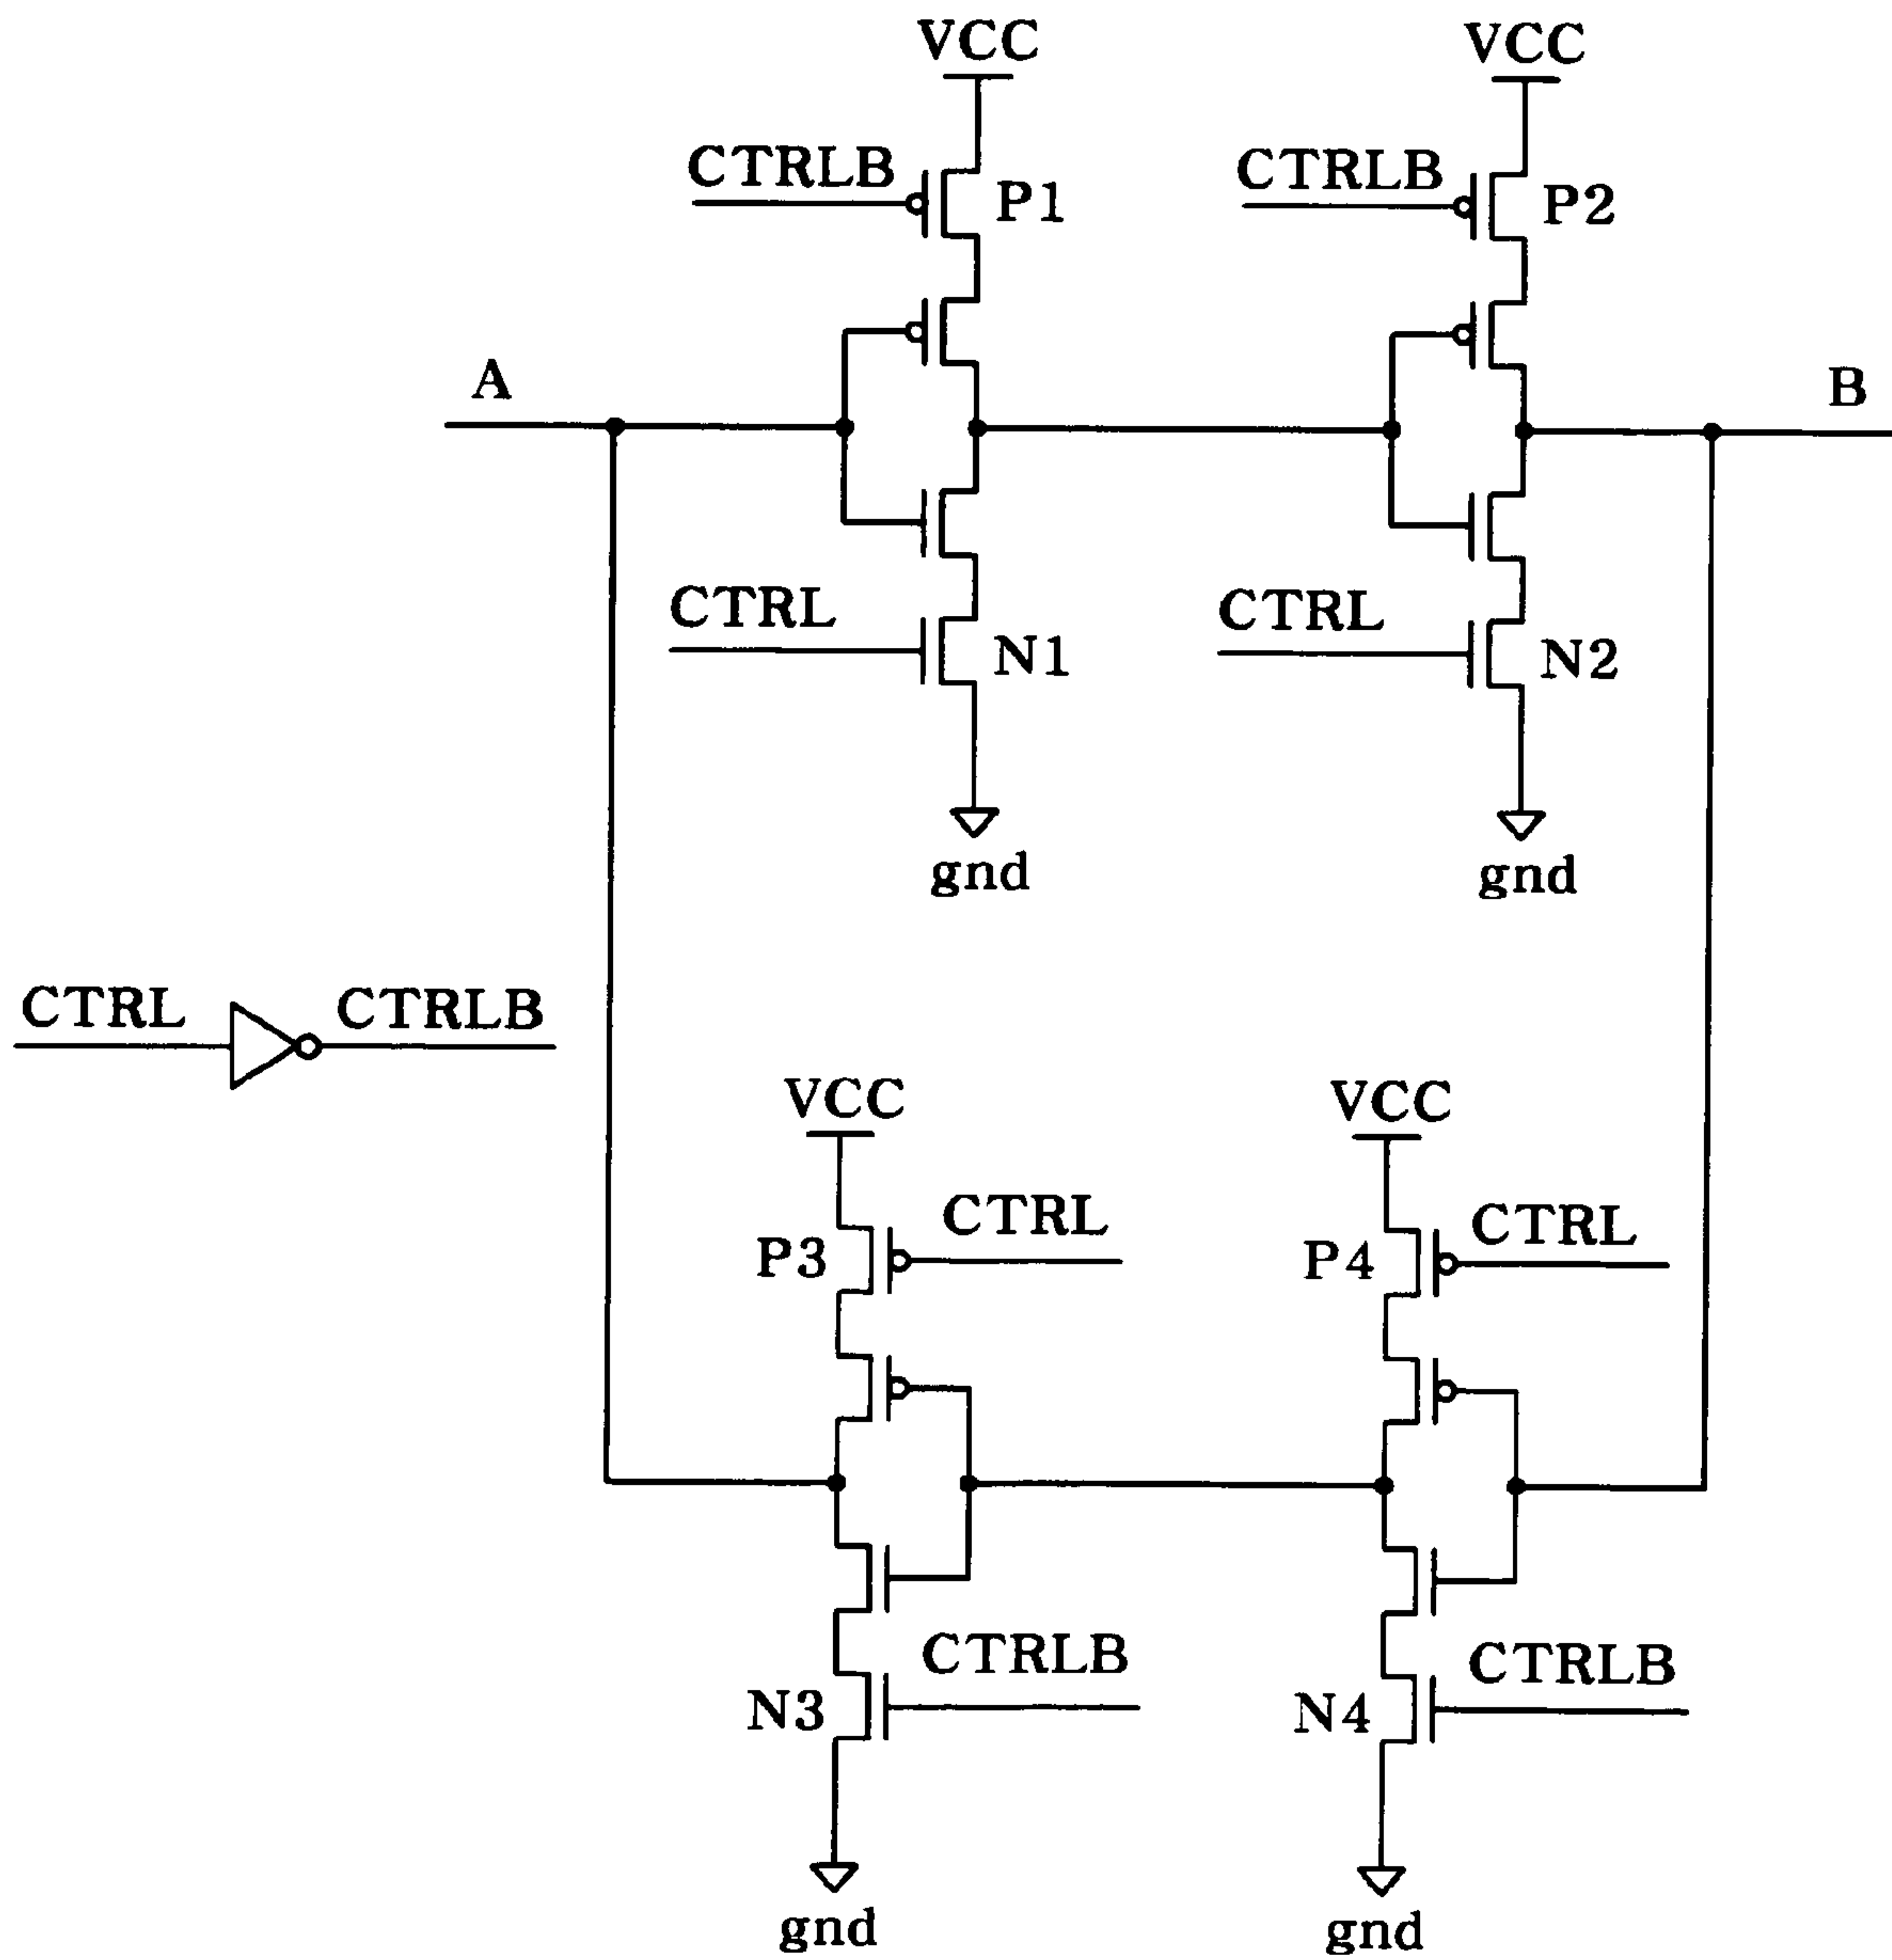 VCC VCC
CTRLB P1 CTRLB P2
A B
CTRL N1 CTRL N2
gnd gnd
CTRL CTRLB
VCC VCC
P3 CTRL P4 CTRL
N3 CTRLB N4 CTRLB
gnd gnd